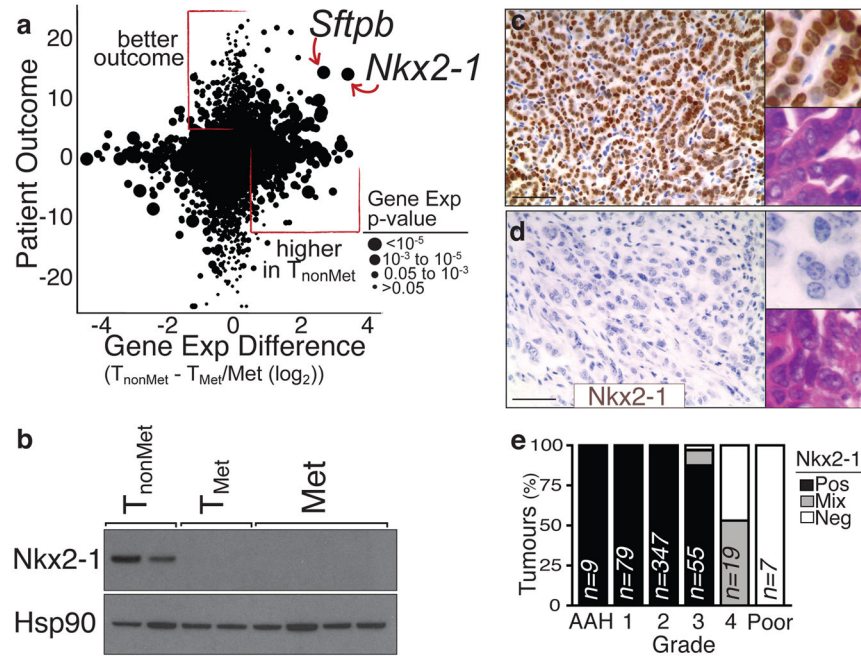 a
Sftpb
Nkx2-1
better
outcome
20
10
0
-10
-20
Patient Outcome
higher
in TnonMet
Gene Exp
p-value
<10-5
10-3 to 10-5
0.05 to 10-3
>0.05
-4 -2 0 2 4
Gene Exp Difference
(TnonMet - TMet/Met (log2))
b
TnonMet
TMet
Met
Nkx2-1
Hsp90
c
d
Nkx2-1
e
100
75
50
25
0
Tumours (%)
n=9
n=79
n=347
n=55
n=19
n=7
AAH 1 2 3 4 Poor
Grade
Nkx2-1
Pos
Mix
Neg